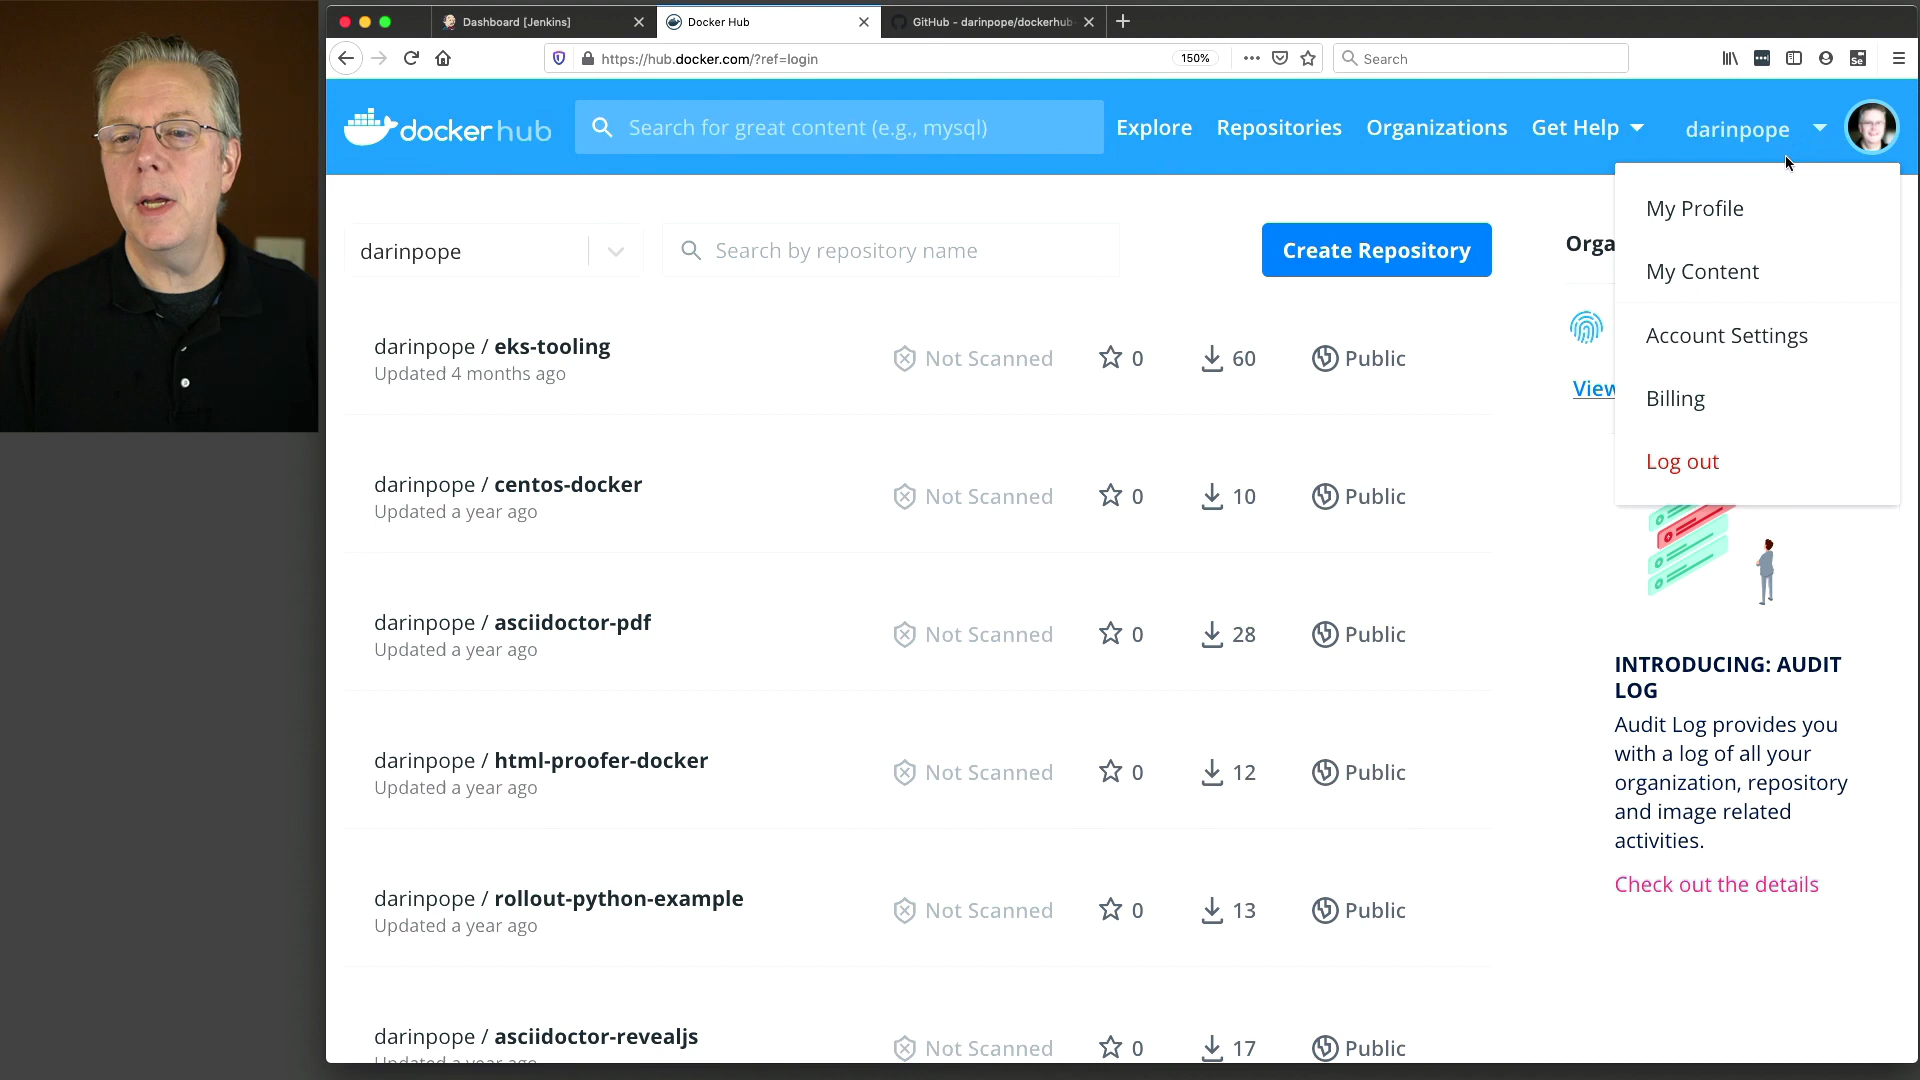 Dashboard [Jenkins]
Docker Hub
GitHub - darinpope/dockerhub-
https://hub.docker.com/?ref=login
150%
Search
docker hub
Search for great content (e.g., mysql)
Explore
Repositories
Organizations
Get Help
darinpope
My Profile
My Content
Account Settings
Billing
Log out
darinpope
Search by repository name
Create Repository
Orga
View
darinpope / eks-tooling
Updated 4 months ago
Not Scanned
0
60
Public
darinpope / centos-docker
Updated a year ago
Not Scanned
0
10
Public
darinpope / asciidoctor-pdf
Updated a year ago
Not Scanned
0
28
Public
darinpope / html-proofer-docker
Updated a year ago
Not Scanned
0
12
Public
darinpope / rollout-python-example
Updated a year ago
Not Scanned
0
13
Public
darinpope / asciidoctor-revealjs
Updated a year ago
Not Scanned
0
17
Public
INTRODUCING: AUDIT
LOG
Audit Log provides you
with a log of all your
organization, repository
and image related
activities.
Check out the details